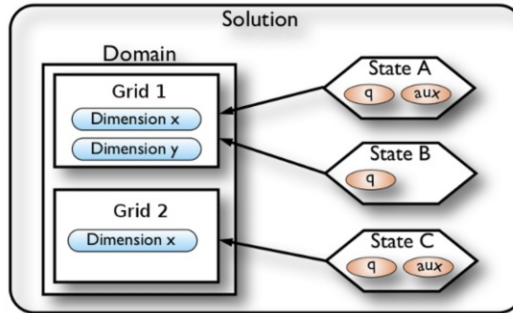 Solution
Domain
Grid 1
Dimension x
Dimension y
Grid 2
Dimension x
State A
q aux
State B
q
State C
q aux